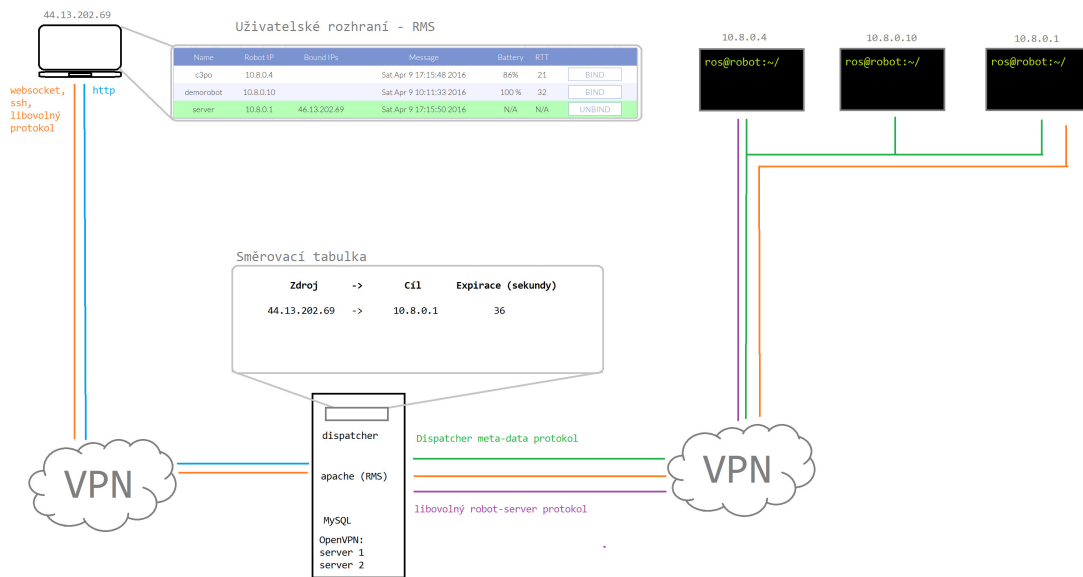 44.13.202.69
Uživatelské rozhraní - RMS
Name Robot IP Bound IPs Message Battery RTT
c3po 10.8.0.4 Sat Apr 9 17:15:48 2016 86% 21 BIND
demorobot 10.8.0.10 Sat Apr 9 10:11:33 2016 100 % 32 BIND
server 10.8.0.1 46.13.202.69 Sat Apr 9 17:15:50 2016 N/A N/A UNBIND
websocket,
ssh,
libovolný
protokol
http
10.8.0.4
ros@robot:~/
10.8.0.10
ros@robot:~/
10.8.0.1
ros@robot:~/
Směrovací tabulka
Zdroj -> Cíl Expirace (sekundy)
44.13.202.69 -> 10.8.0.1 36
VPN
dispatcher
apache (RMS)
MySQL
OpenVPN:
server 1
server 2
Dispatcher meta-data protokol
libovolný robot-server protokol
VPN